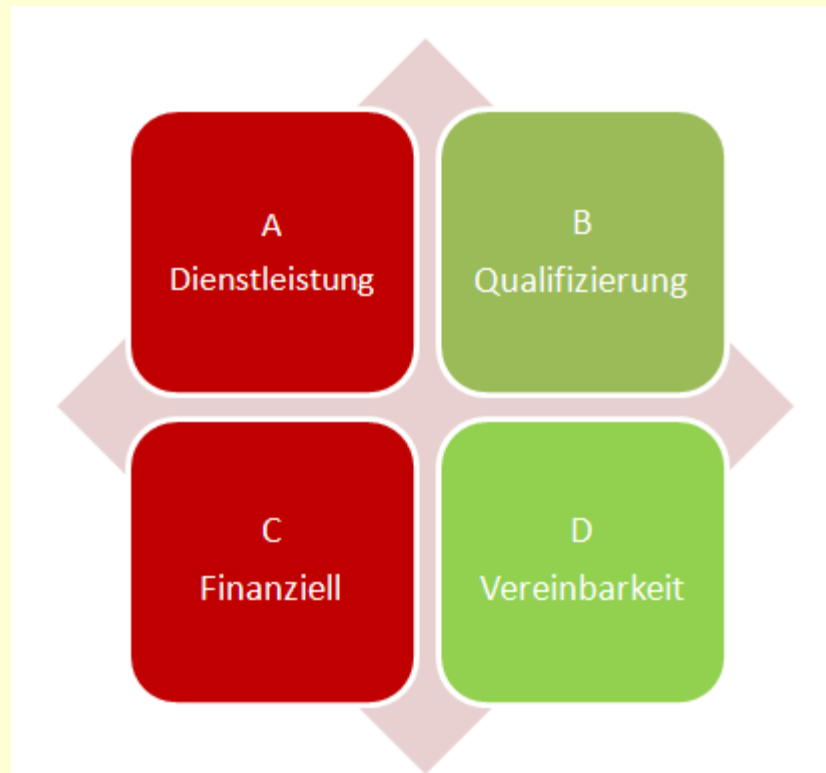 A
Dienstleistung
B
Qualifizierung
C
Finanziell
D
Vereinbarkeit